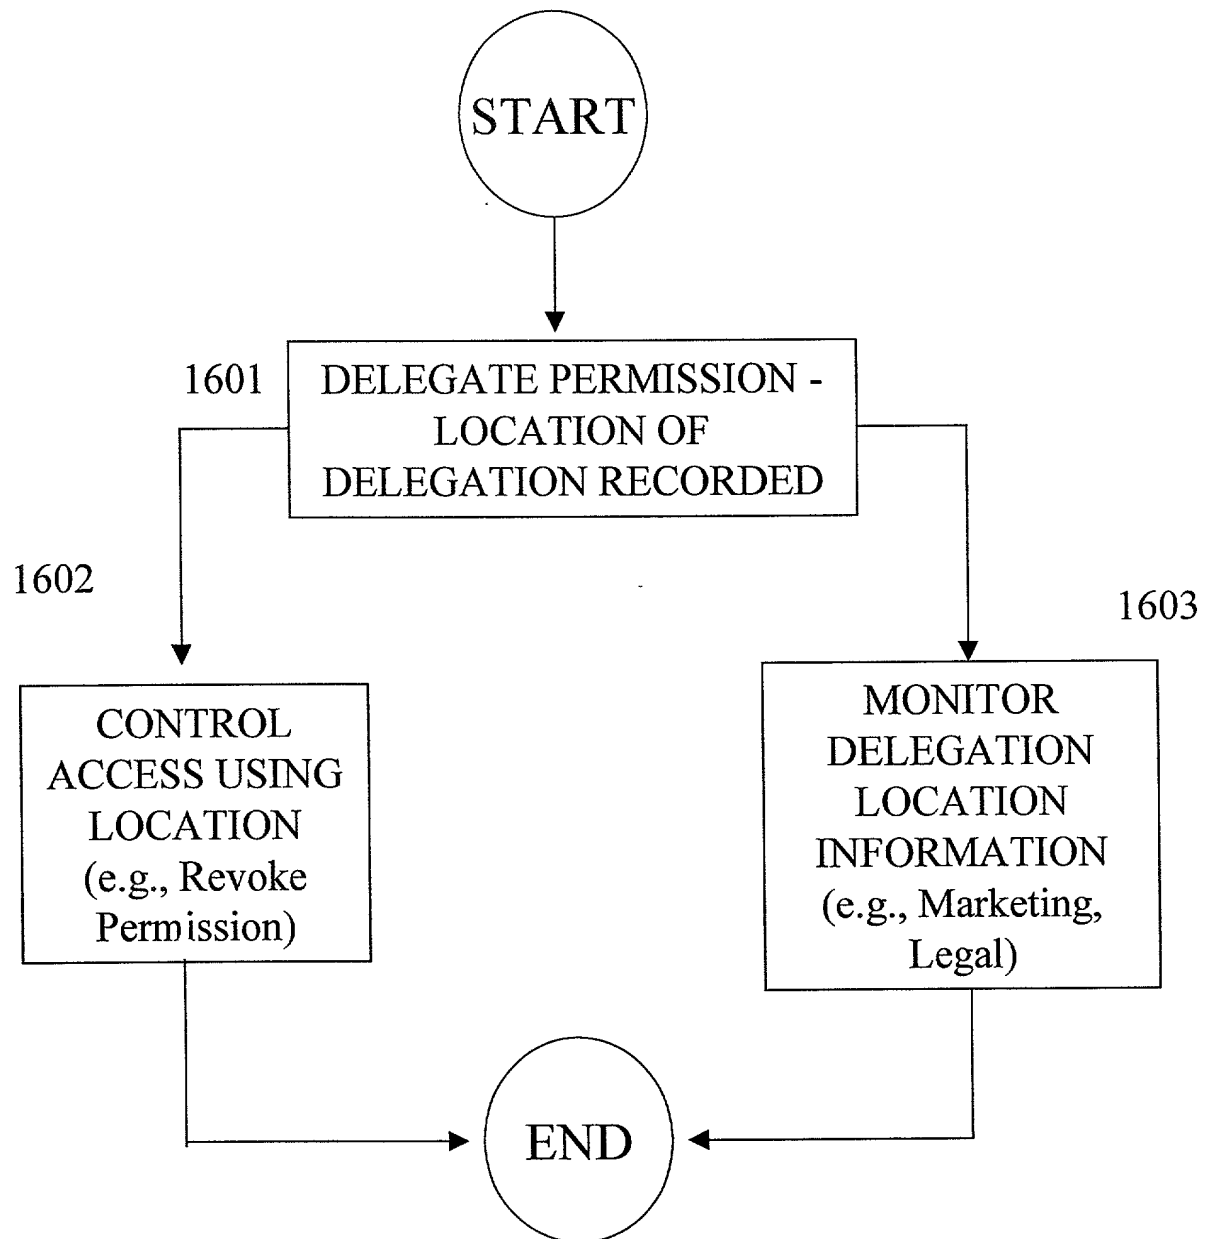 START
1601
DELEGATE PERMISSION -
LOCATION OF
DELEGATION RECORDED
1602
1603
CONTROL
ACCESS USING
LOCATION
(e.g., Revoke
Permission)
MONITOR
DELEGATION
LOCATION
INFORMATION
(e.g., Marketing,
Legal)
END